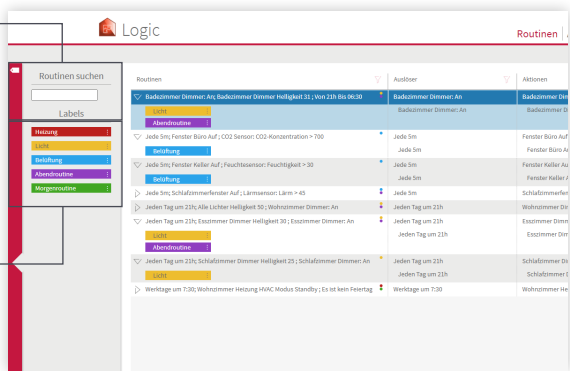 Logic
Routinen
Routinen suchen
Labels
Heizung
Licht
Belüftung
Abendroutine
Morgenroutine
Routinen Auslöser Aktionen
Badezimmer Dimmer: An; Badezimmer Dimmer Helligkeit 31 ; Von 21h Bis 06:30 Badezimmer Dimmer: An Badezimmer Dim
Licht Badezimmer Dimmer: An Badezimmer D
Abendroutine
Jede 5m; Fenster Büro Auf ; CO2 Sensor: CO2-Konzentration > 700 Jede 5m Fenster Büro Auf
Belüftung Jede 5m Fenster Büro A
Jede 5m; Fenster Keller Auf ; Feuchtesensor: Feuchtigkeit > 30 Jede 5m Fenster Keller Au
Belüftung Jede 5m Fenster Keller A
Jede 5m; Schlafzimmerfenster Auf ; Lärmsensor: Lärm > 45 Jede 5m Schlafzimmerfen
Jeden Tag um 21h; Alle Lichter Helligkeit 50 ; Wohnzimmer Dimmer: An Jeden Tag um 21h Wohnzimmer Din
Jeden Tag um 21h; Esszimmer Dimmer Helligkeit 30 ; Esszimmer Dimmer: An Jeden Tag um 21h Esszimmer Dimm
Licht Jeden Tag um 21h Esszimmer Dim
Abendroutine
Jeden Tag um 21h; Schlafzimmer Dimmer Helligkeit 25 ; Schlafzimmer Dimmer: An Jeden Tag um 21h Schlafzimmer Di
Licht Jeden Tag um 21h Schlafzimmer D
Werktage um 7:30; Wohnzimmer Heizung HVAC Modus Standby ; Es ist kein Feiertag Werktage um 7:30 Wohnzimmer He